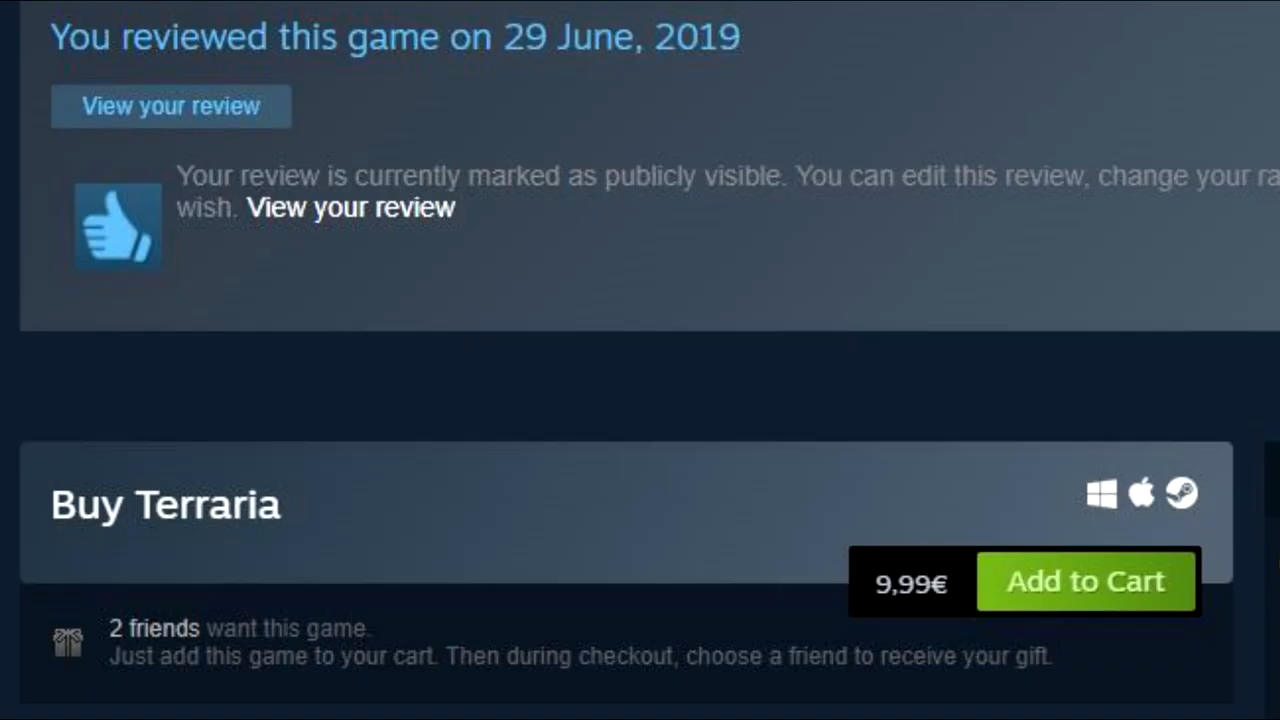 You reviewed this game on 29 June, 2019
View your review
Your review is currently marked as publicly visible. You can edit this review, change your
wish. View your review
Buy Terraria
9,99€
Add to Cart
2 friends want this game.
Just add this game to your cart. Then during checkout, choose a friend to receive your gift.